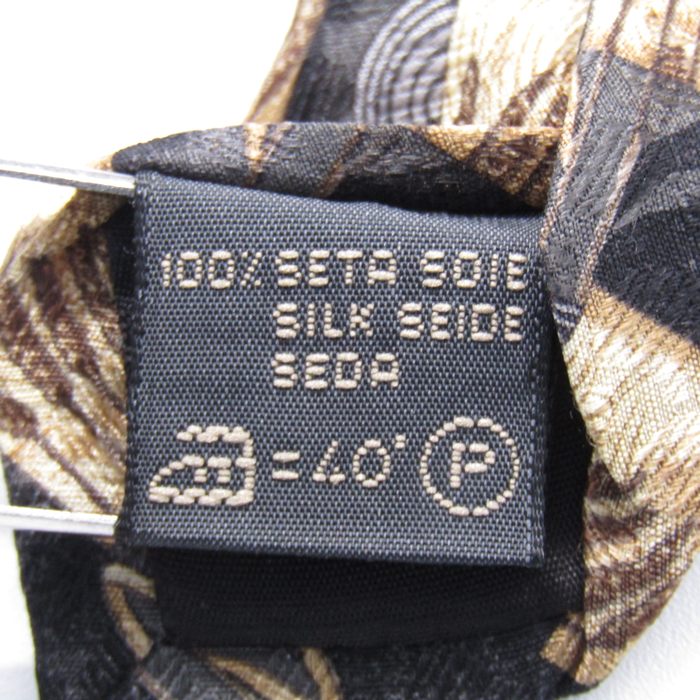 100% SETA SOIE
SILK SEIDE
SEDA
= 40° P